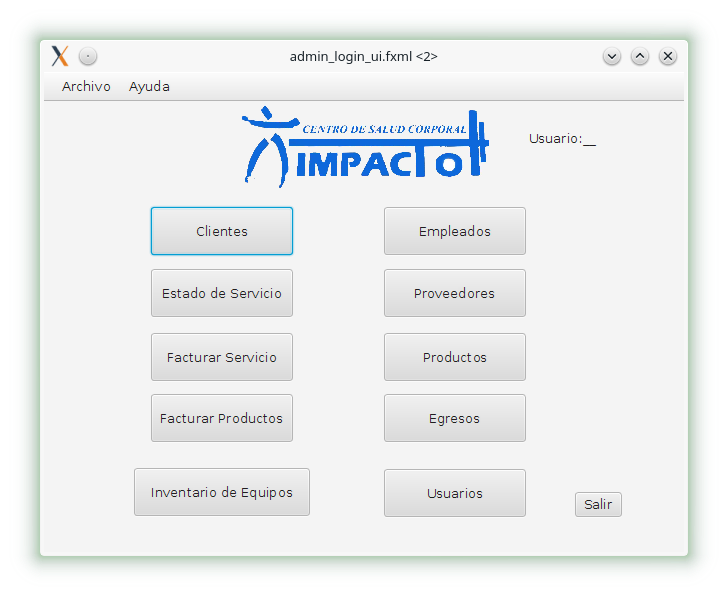 admin_login_ui.fxml <2>
Archivo Ayuda
CENTRO DE SALUD CORPORAL
IMPACTO
Usuario:__
Clientes
Empleados
Estado de Servicio
Proveedores
Facturar Servicio
Productos
Facturar Productos
Egresos
Inventario de Equipos
Usuarios
Salir